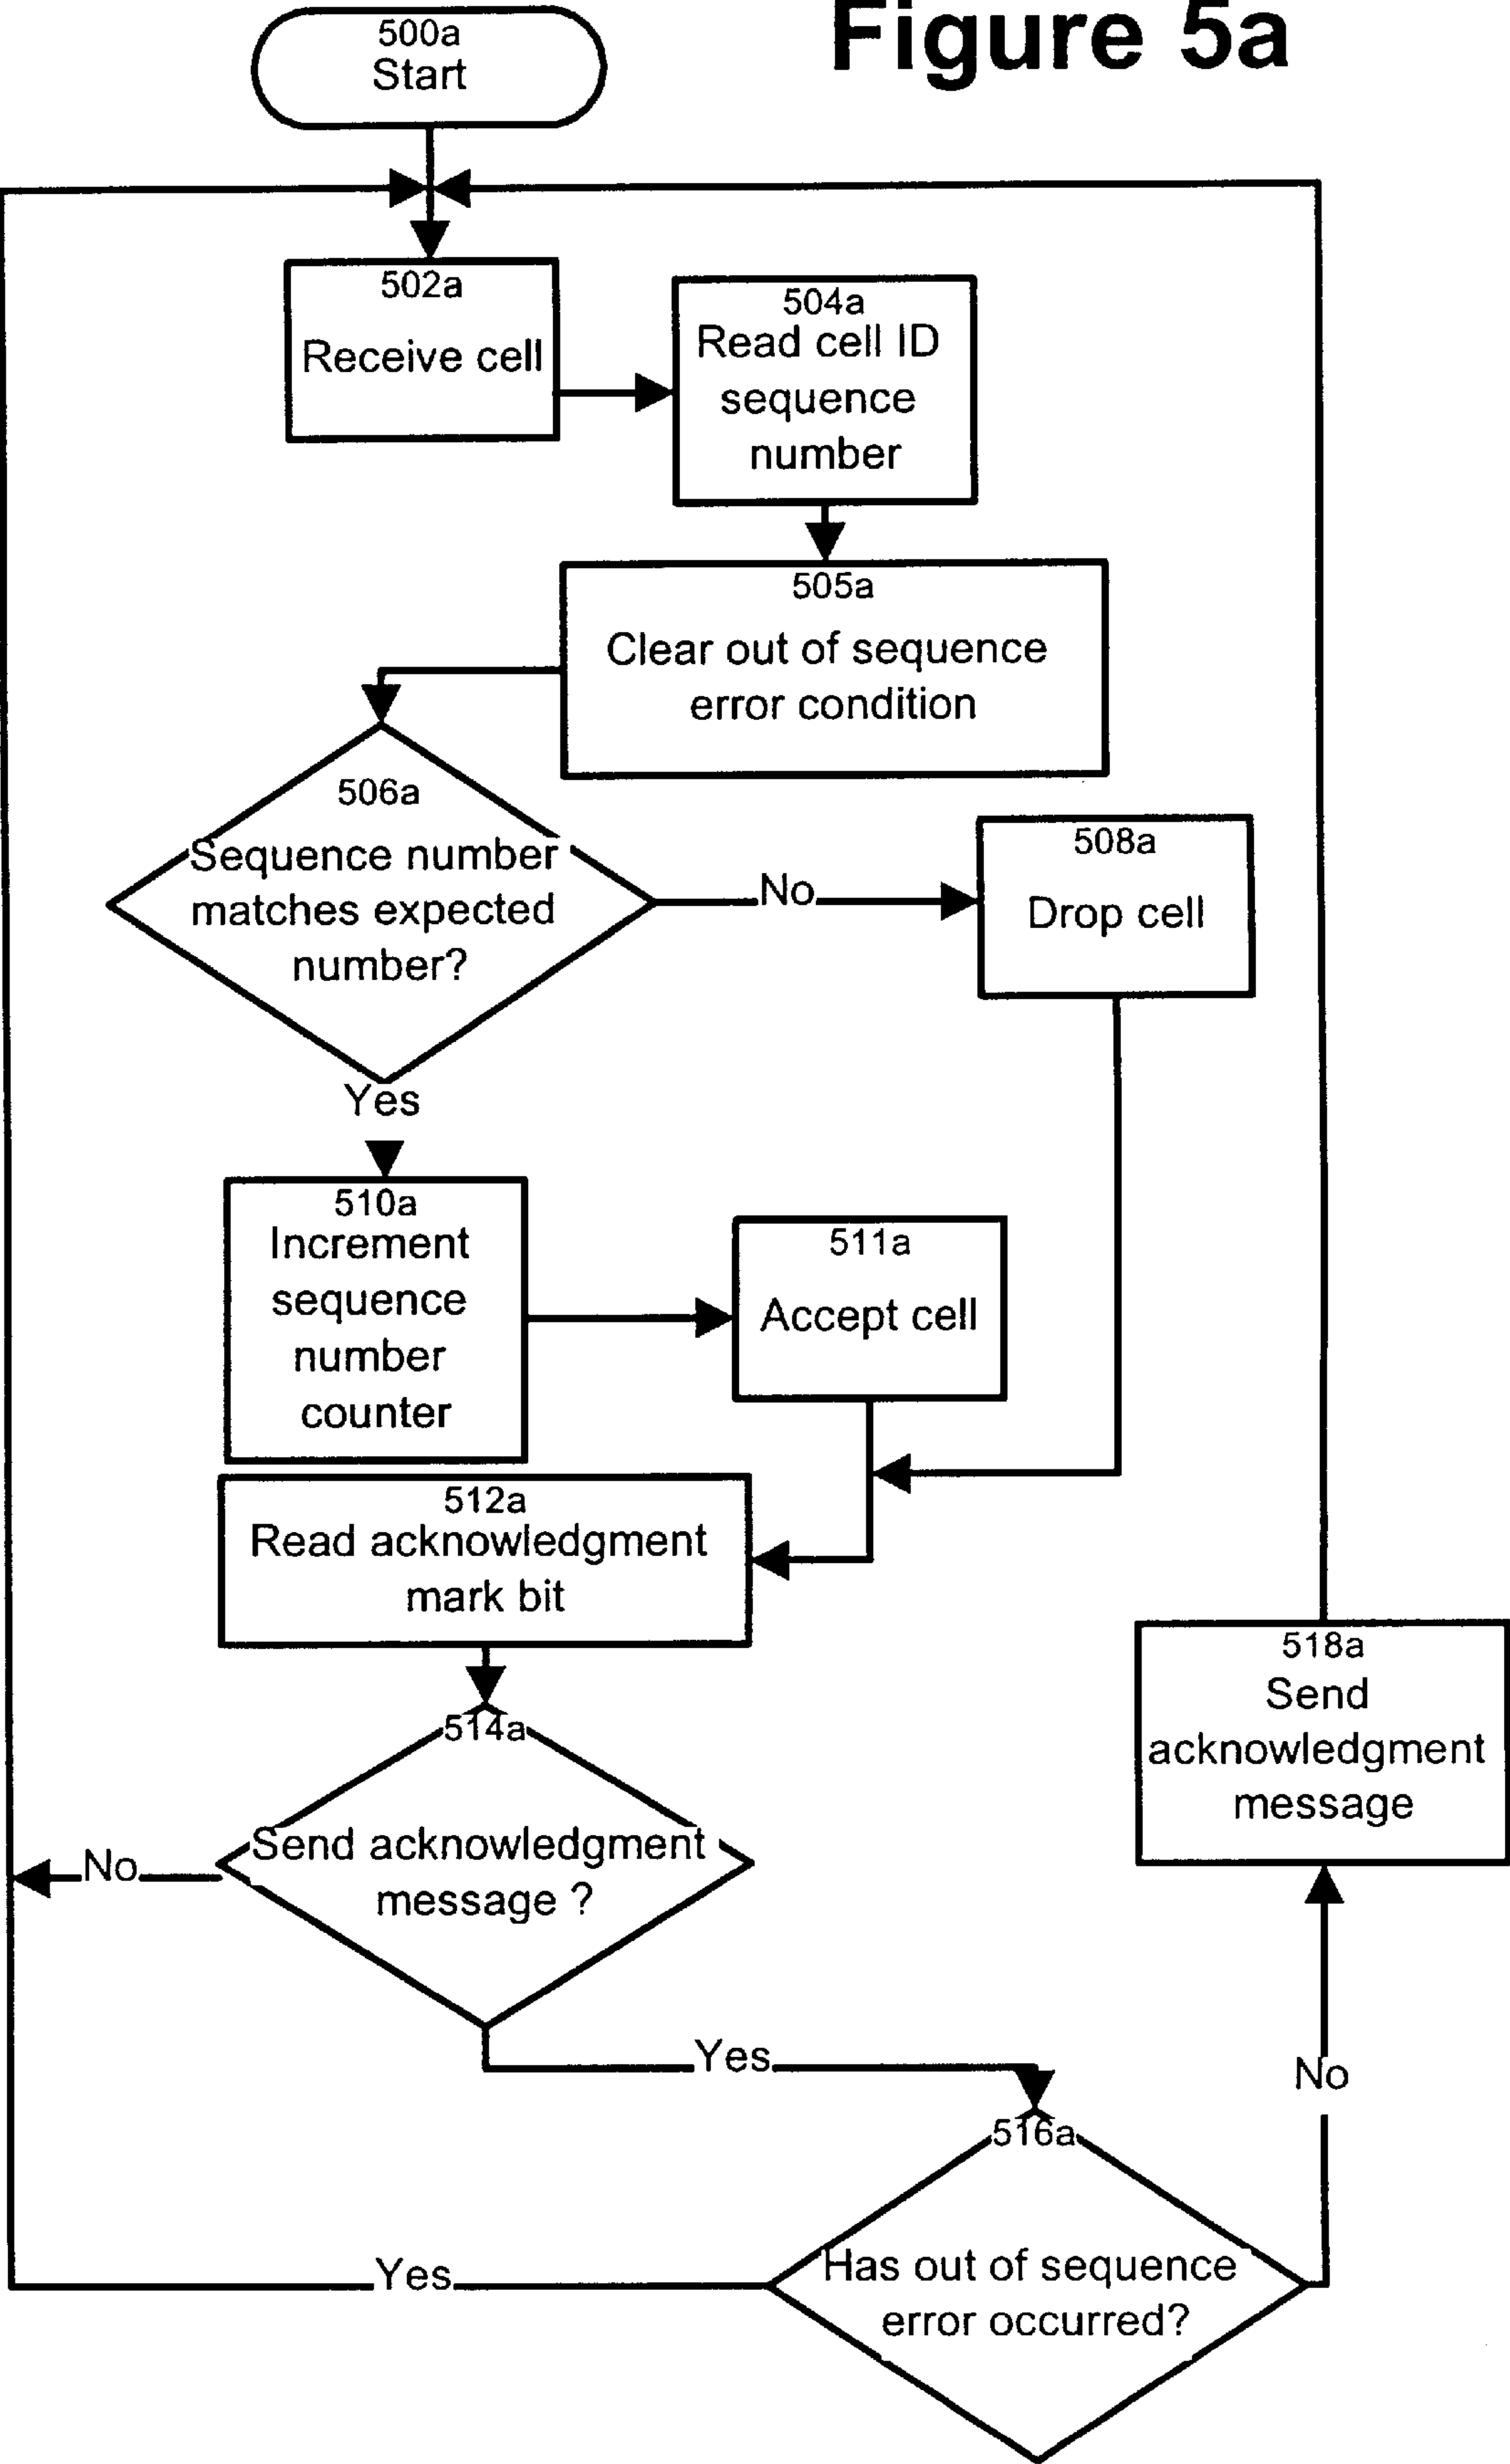 Figure 5a
500a
Start
502a
Receive cell
504a
Read cell ID
sequence
number
505a
Clear out of sequence
error condition
506a
Sequence number
matches expected
number?
No
508a
Drop cell
Yes
510a
Increment
sequence
number
counter
511a
Accept cell
512a
Read acknowledgment
mark bit
514a
Send acknowledgment
message ?
No
Yes
516a
Has out of sequence
error occurred?
Yes
No
518a
Send
acknowledgment
message